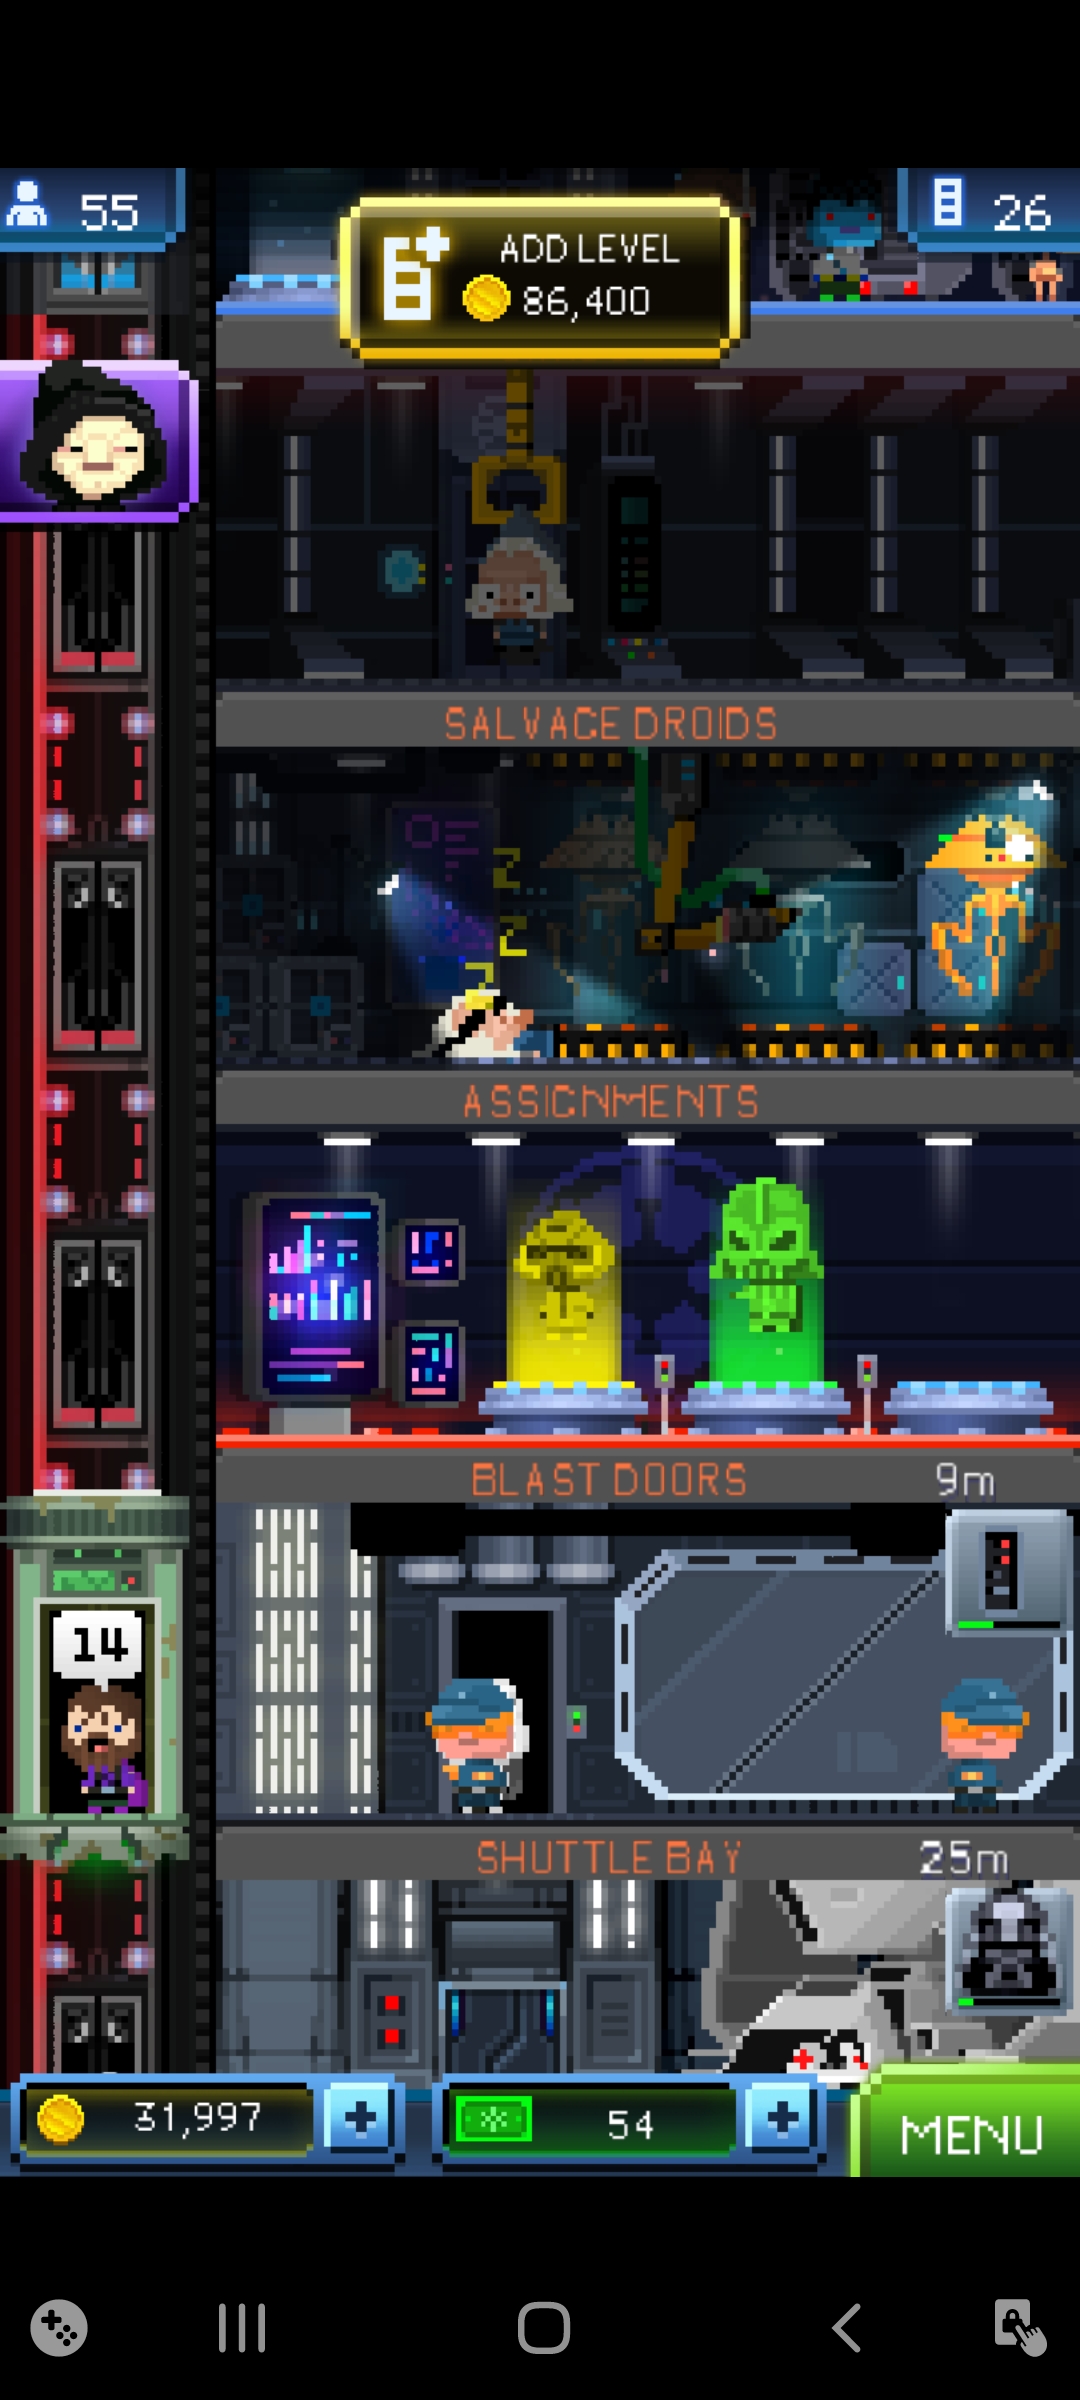 55
ADD LEVEL
86,400
26
SALVAGE DROIDS
Z
Z
Z
ASSIGNMENTS
BLAST DOORS 9m
14
SHUTTLE BAY 25m
31,997
54
MENU